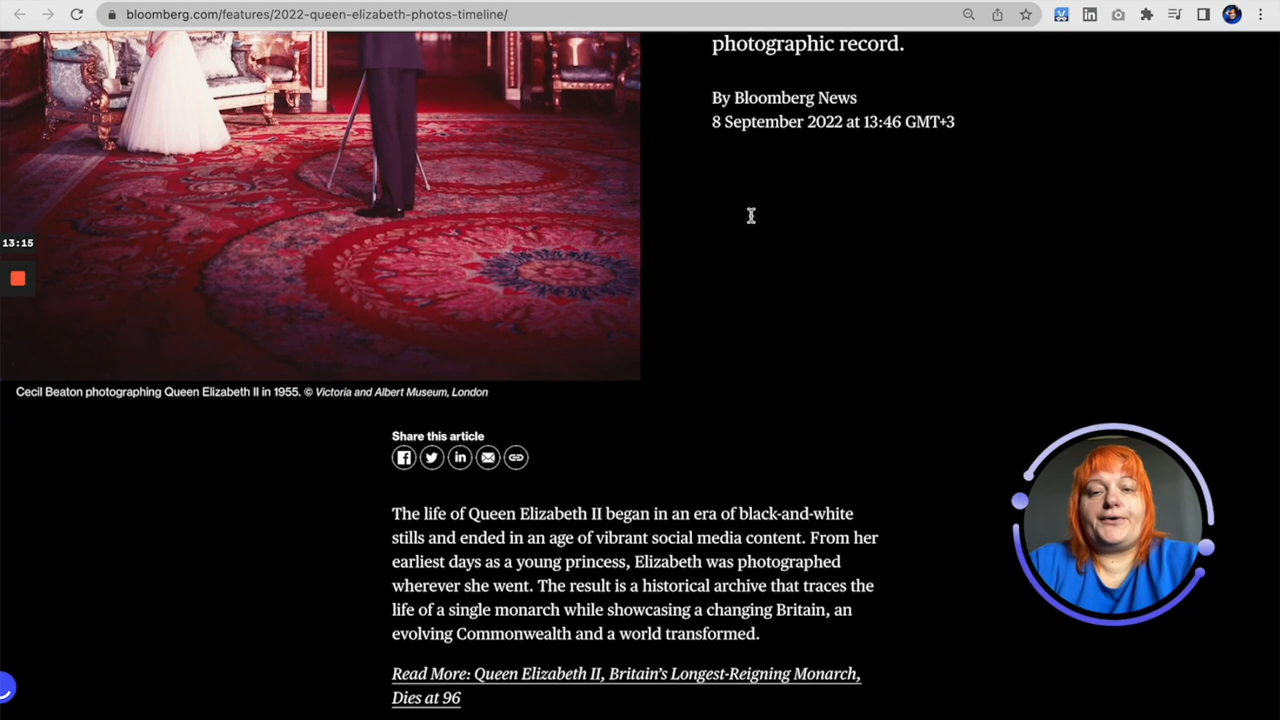 bloomberg.com/features/2022-queen-elizabeth-photos-timeline/
photographic record.
By Bloomberg News
8 September 2022 at 13:46 GMT+3
13:15
Cecil Beaton photographing Queen Elizabeth II in 1955. © Victoria and Albert Museum, London
Share this article
The life of Queen Elizabeth II began in an era of black-and-white
stills and ended in an age of vibrant social media content. From her
earliest days as a young princess, Elizabeth was photographed
wherever she went. The result is a historical archive that traces the
life of a single monarch while showcasing a changing Britain, an
evolving Commonwealth and a world transformed.
Read More: Queen Elizabeth II, Britain’s Longest-Reigning Monarch,
Dies at 96